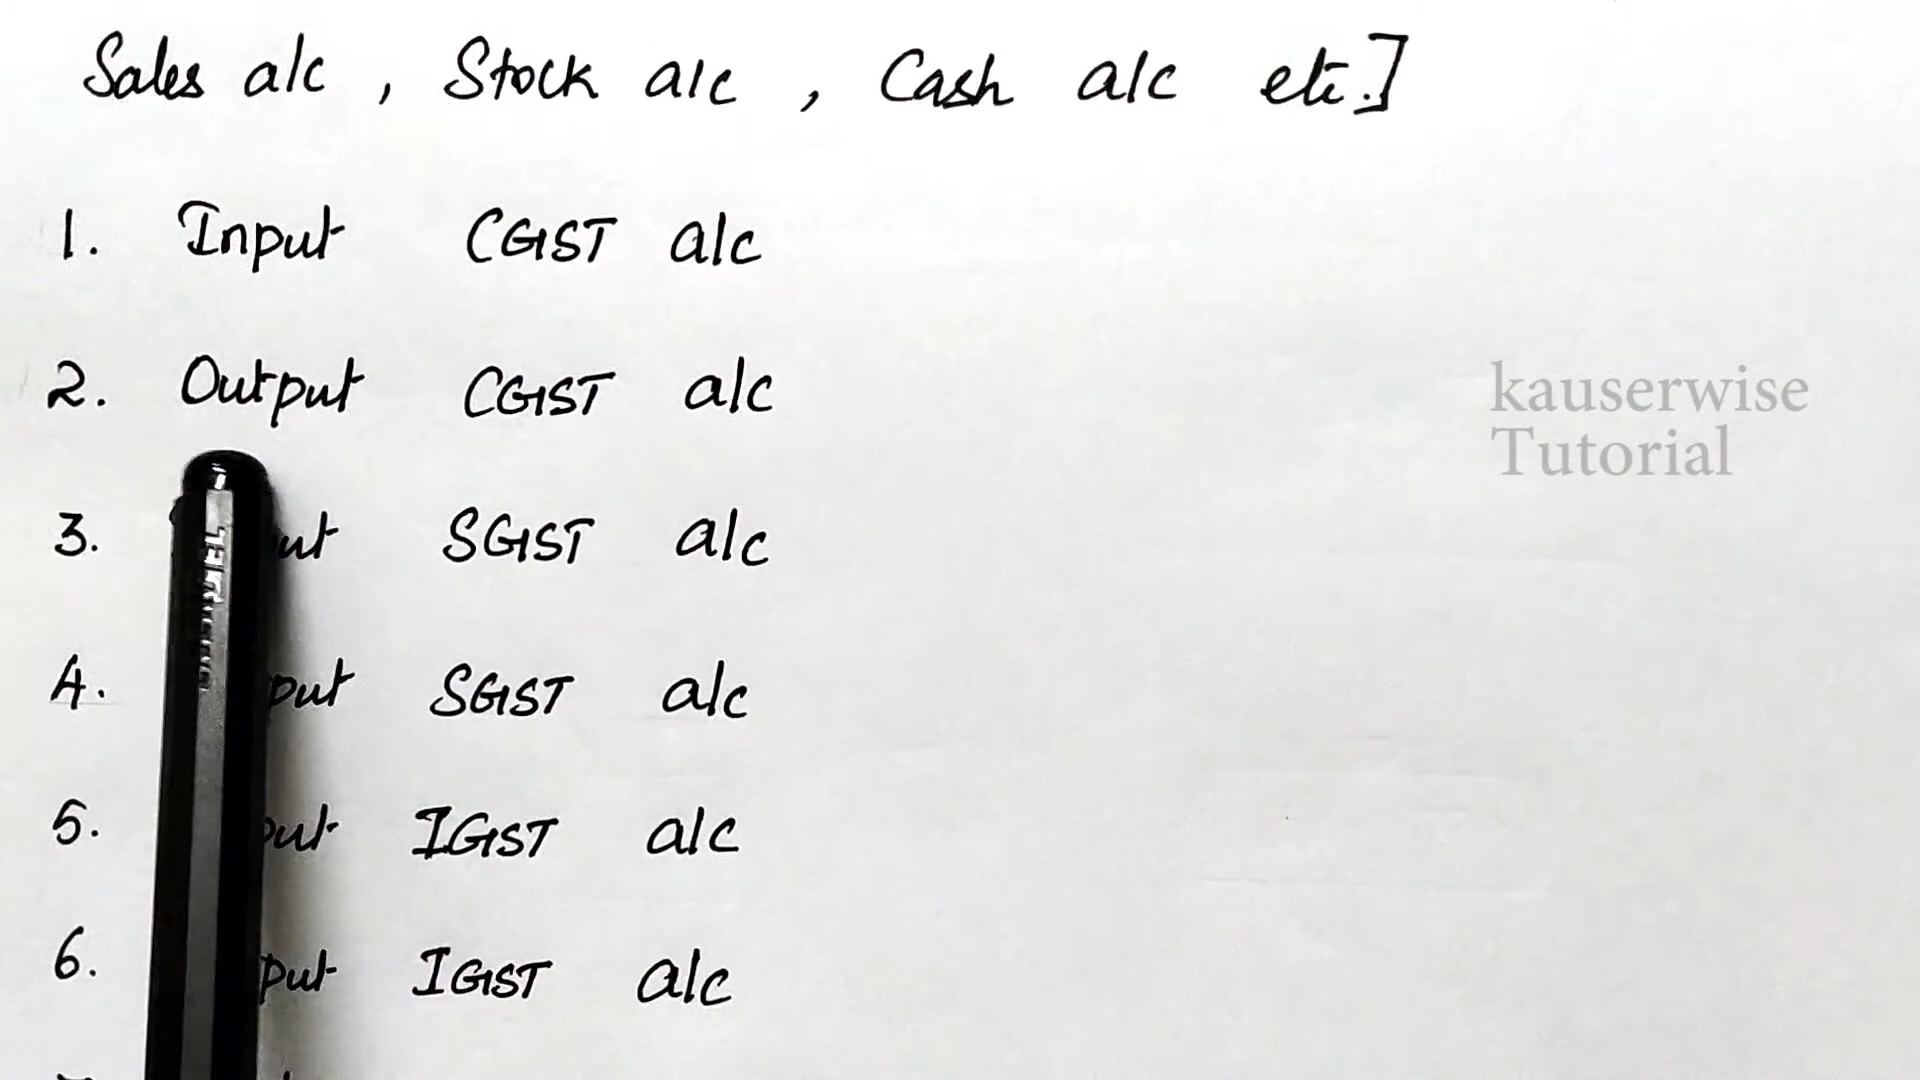 Sales a/c , Stock a/c , Cash a/c etc.]
1. Input CGST a/c
2. Output CGST a/c
kauserwise
Tutorial
3. SGST a/c
4. SGST a/c
5. IGST a/c
6. IGST a/c